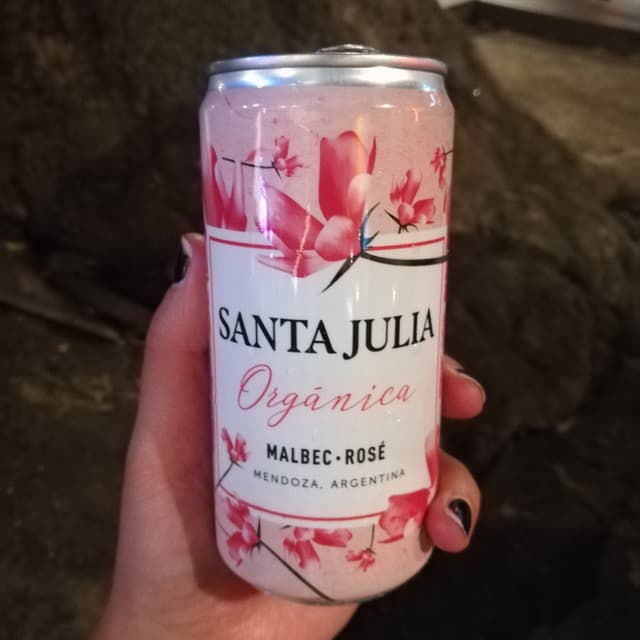 SANTA JULIA
Orgánica
MALBEC•ROSÉ
MENDOZA, ARGENTINA